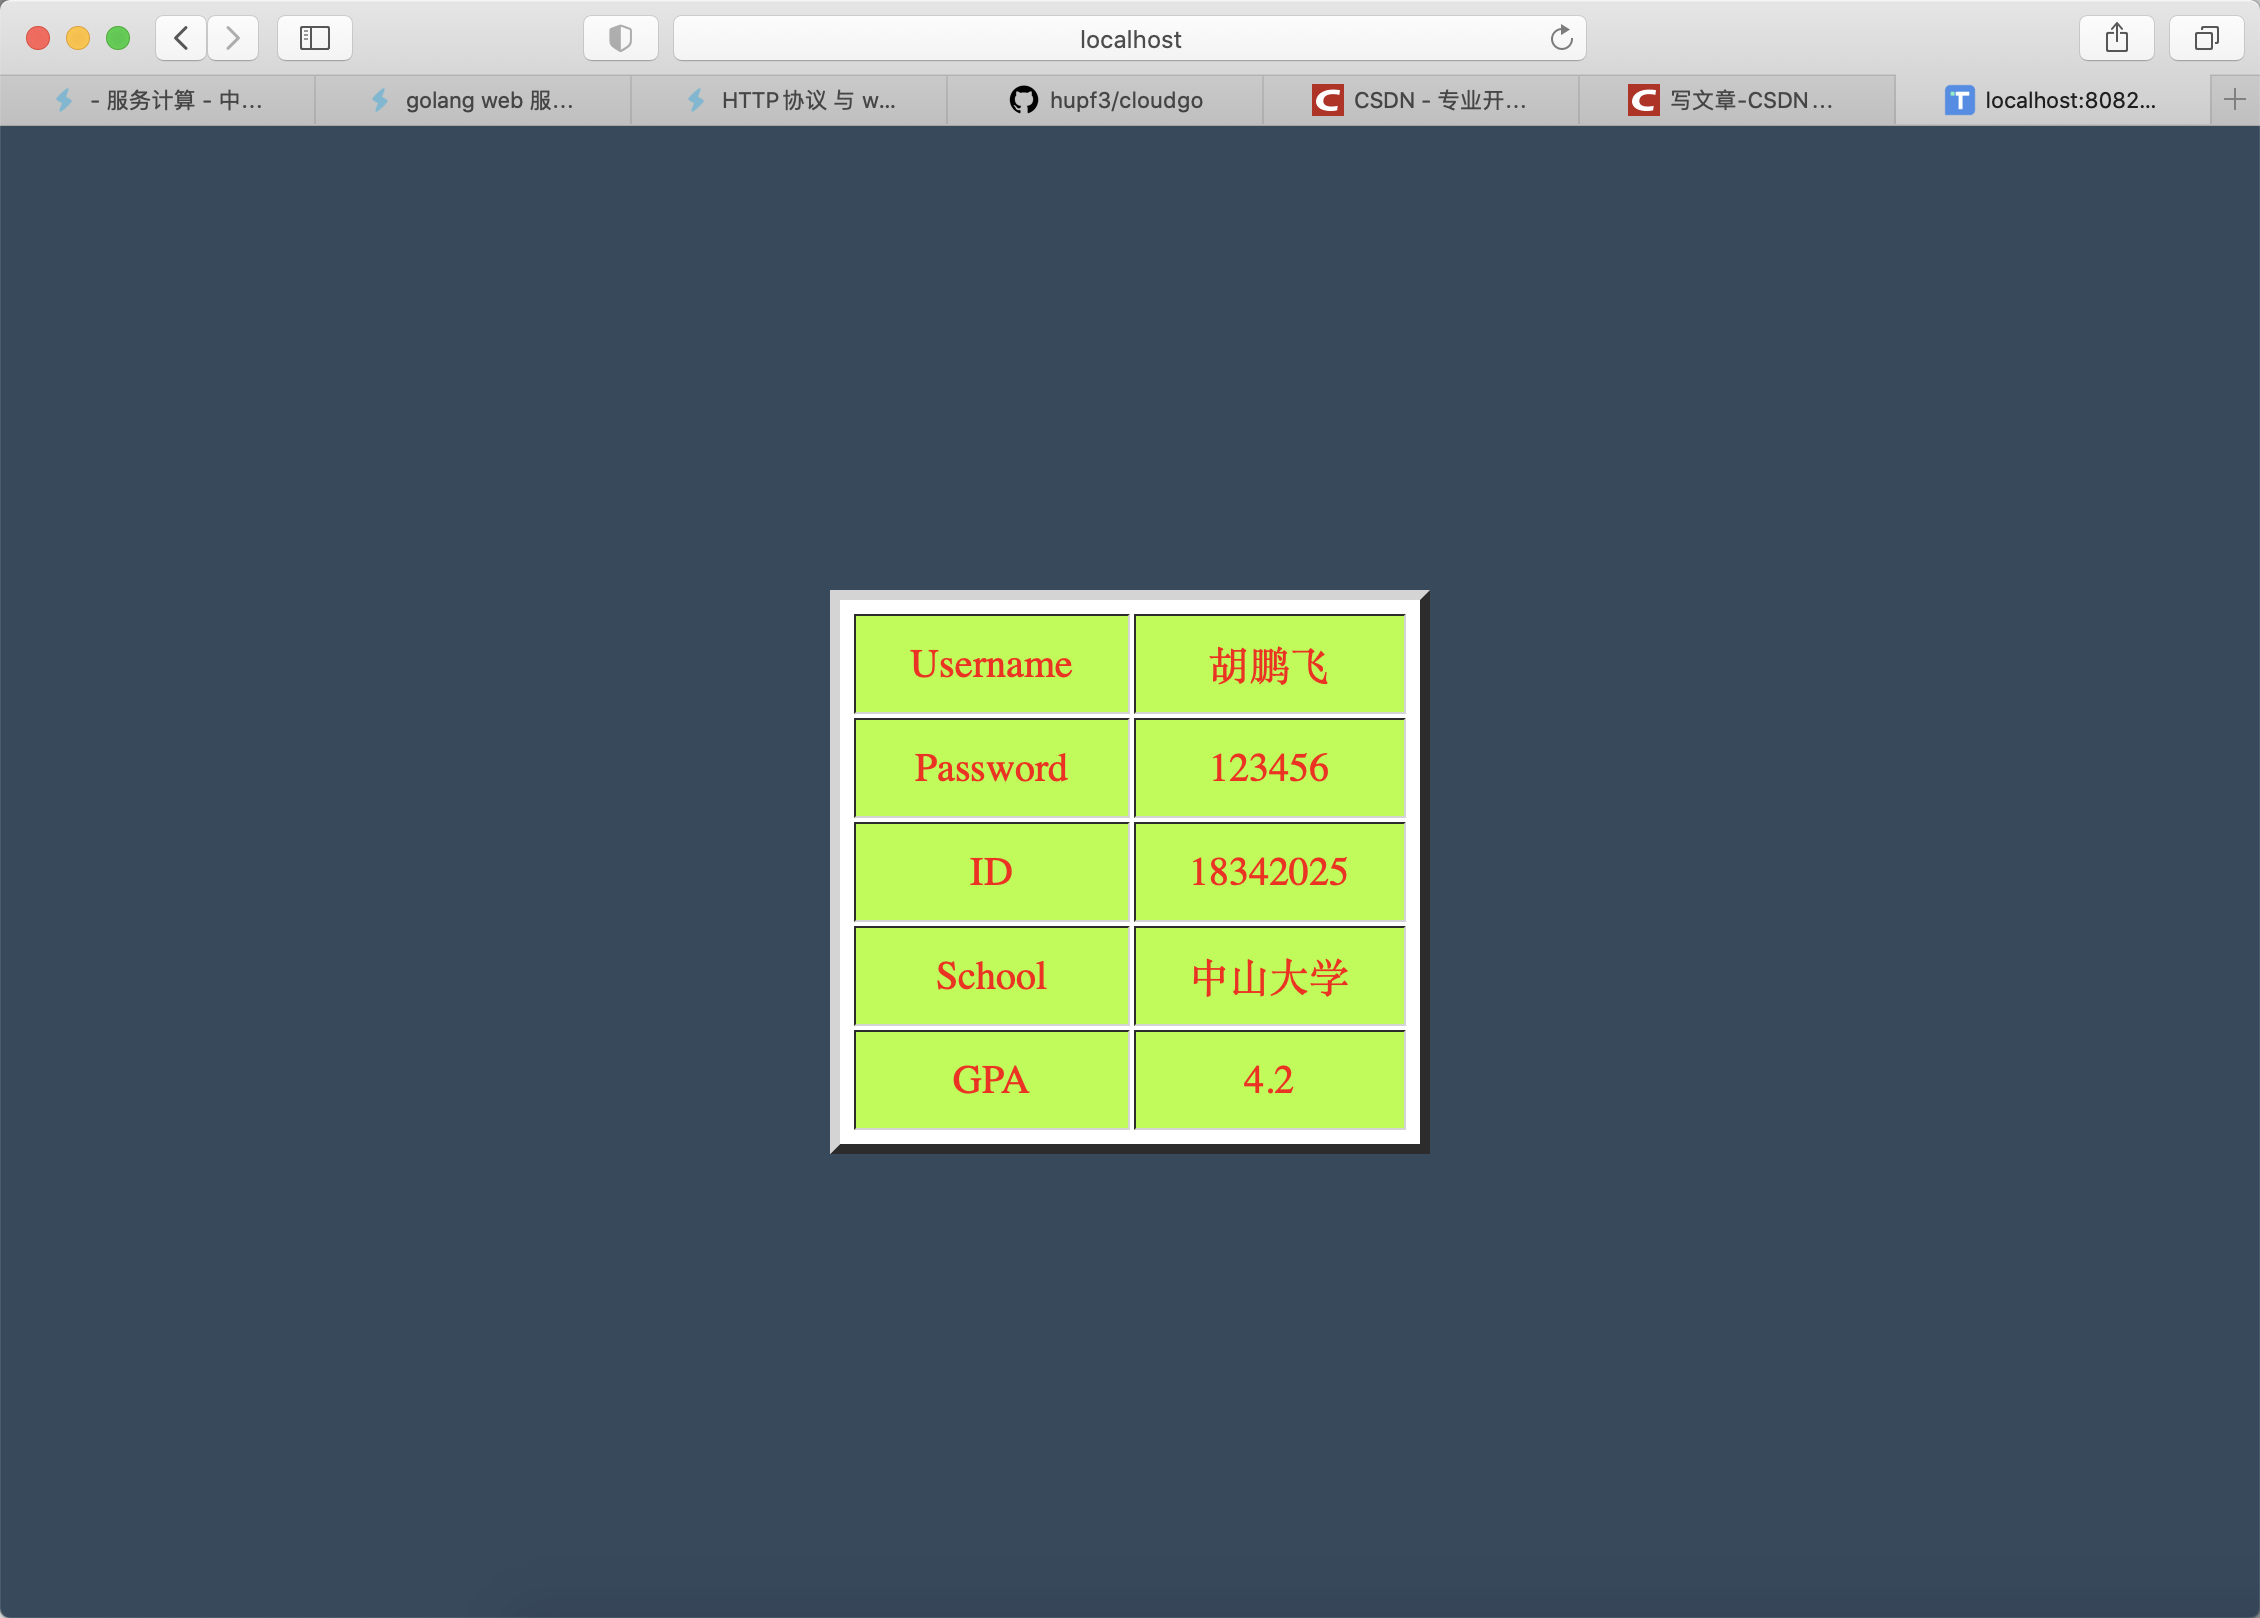 localhost
- 服务计算 - 中…
golang web 服…
HTTP协议 与 w…
hupf3/cloudgo
CSDN - 专业开…
写文章-CSDN…
localhost:8082…
Username 胡鹏飞
Password 123456
ID 18342025
School 中山大学
GPA 4.2